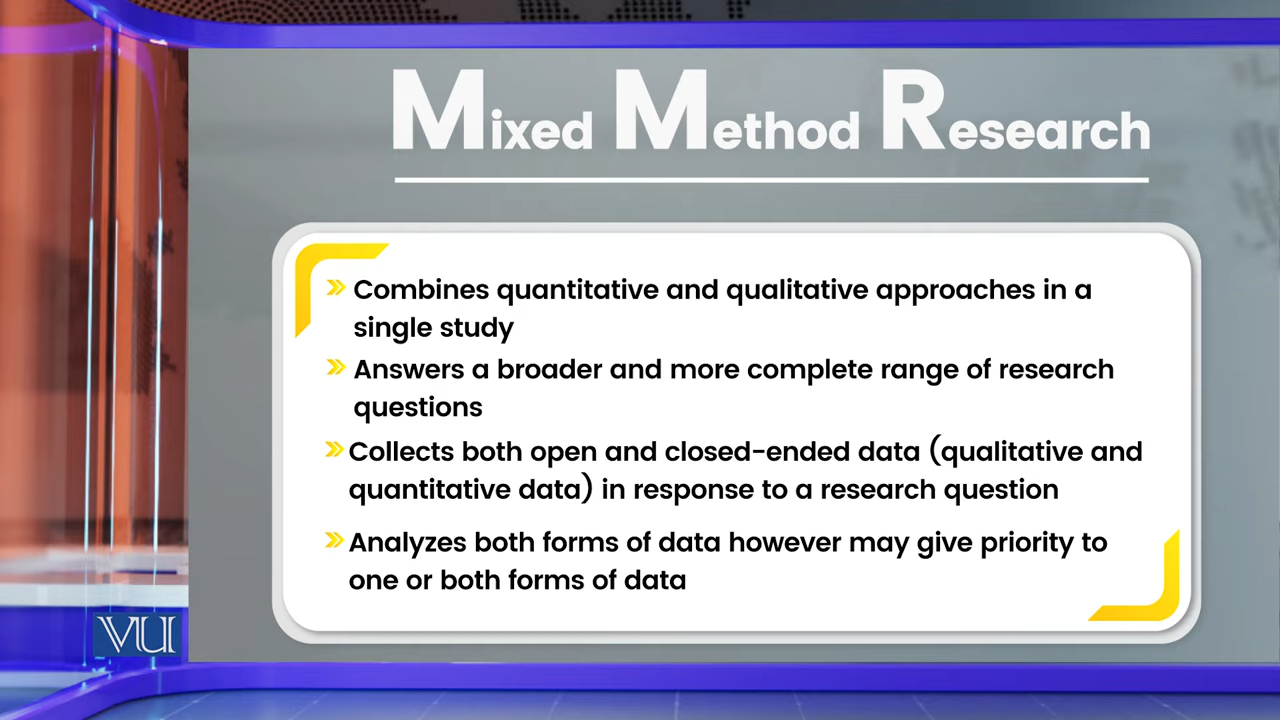 Mixed Method Research
Combines quantitative and qualitative approaches in a
single study
Answers a broader and more complete range of research
questions
Collects both open and closed-ended data (qualitative and
quantitative data) in response to a research question
Analyzes both forms of data however may give priority to
one or both forms of data
VU